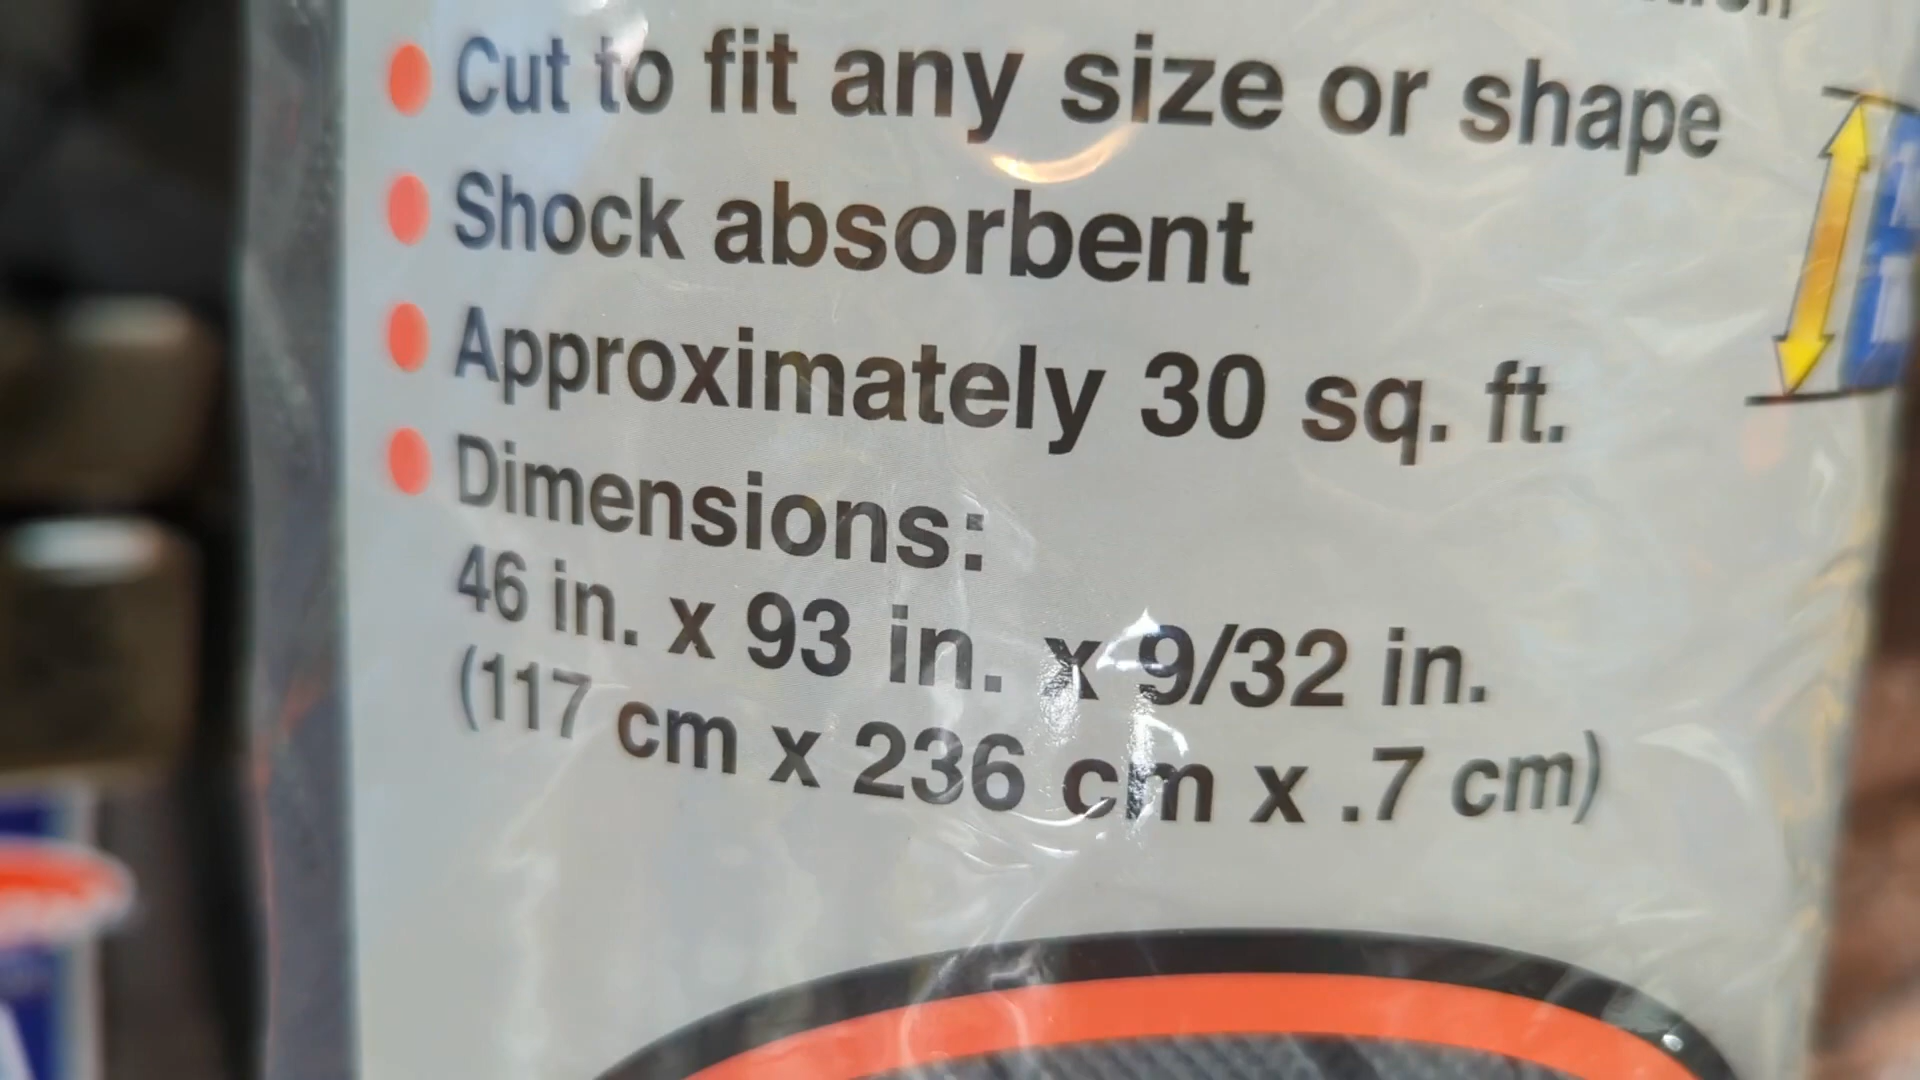 Cut to fit any size or shape
Shock absorbent
Approximately 30 sq. ft.
Dimensions:
46 in. x 93 in. x 9/32 in.
(117 cm x 236 cm x .7 cm)